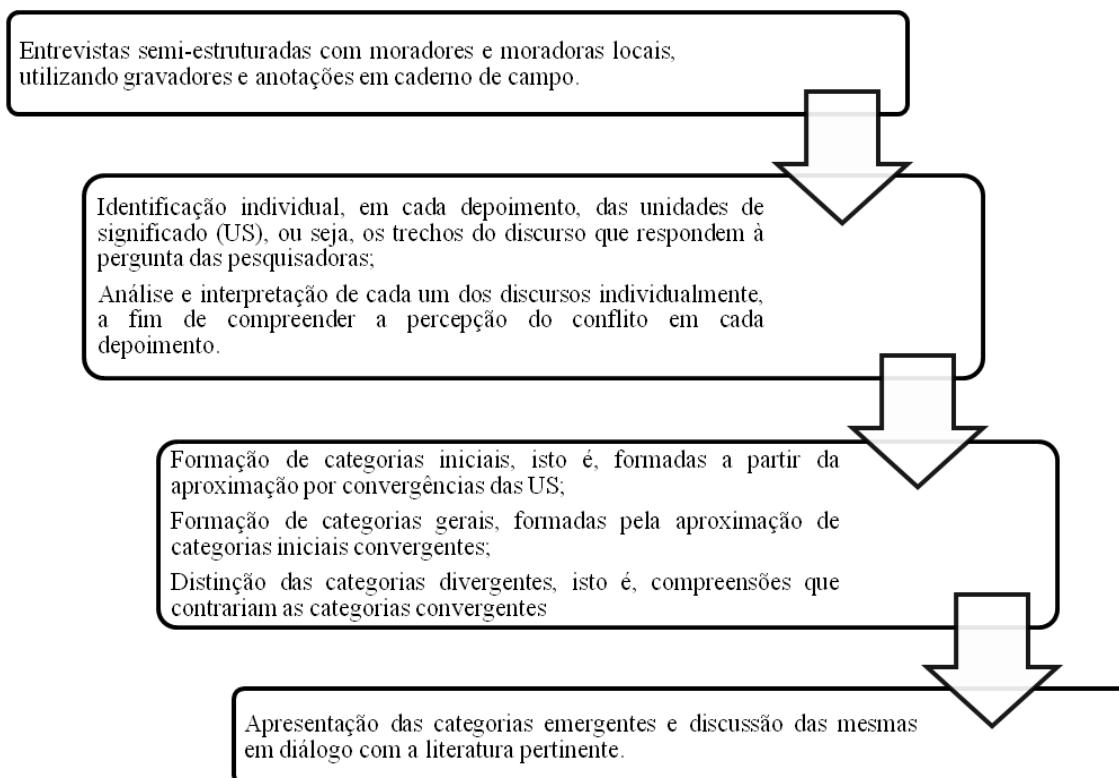 Entrevistas semi-estruturadas com moradores e moradoras locais,
utilizando gravadores e anotações em caderno de campo.
Identificação individual, em cada depoimento, das unidades de
significado (US), ou seja, os trechos do discurso que respondem à
pergunta das pesquisadoras;
Análise e interpretação de cada um dos discursos individualmente,
a fim de compreender a percepção do conflito em cada
depoimento.
Formação de categorias iniciais, isto é, formadas a partir da
aproximação por convergências das US;
Formação de categorias gerais, formadas pela aproximação de
categorias iniciais convergentes;
Distinção das categorias divergentes, isto é, compreensões que
contrariam as categorias convergentes
Apresentação das categorias emergentes e discussão das mesmas
em diálogo com a literatura pertinente.